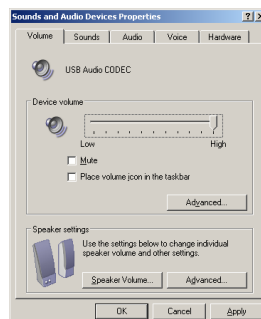 Sounds and Audio Devices Properties
Volume Sounds Audio Voice Hardware
USB Audio CODEC
Device volume
Low High
Mute
Place volume icon in the taskbar
Advanced...
Speaker settings
Use the settings below to change individual
speaker volume and other settings.
Speaker Volume... Advanced...
OK Cancel Apply